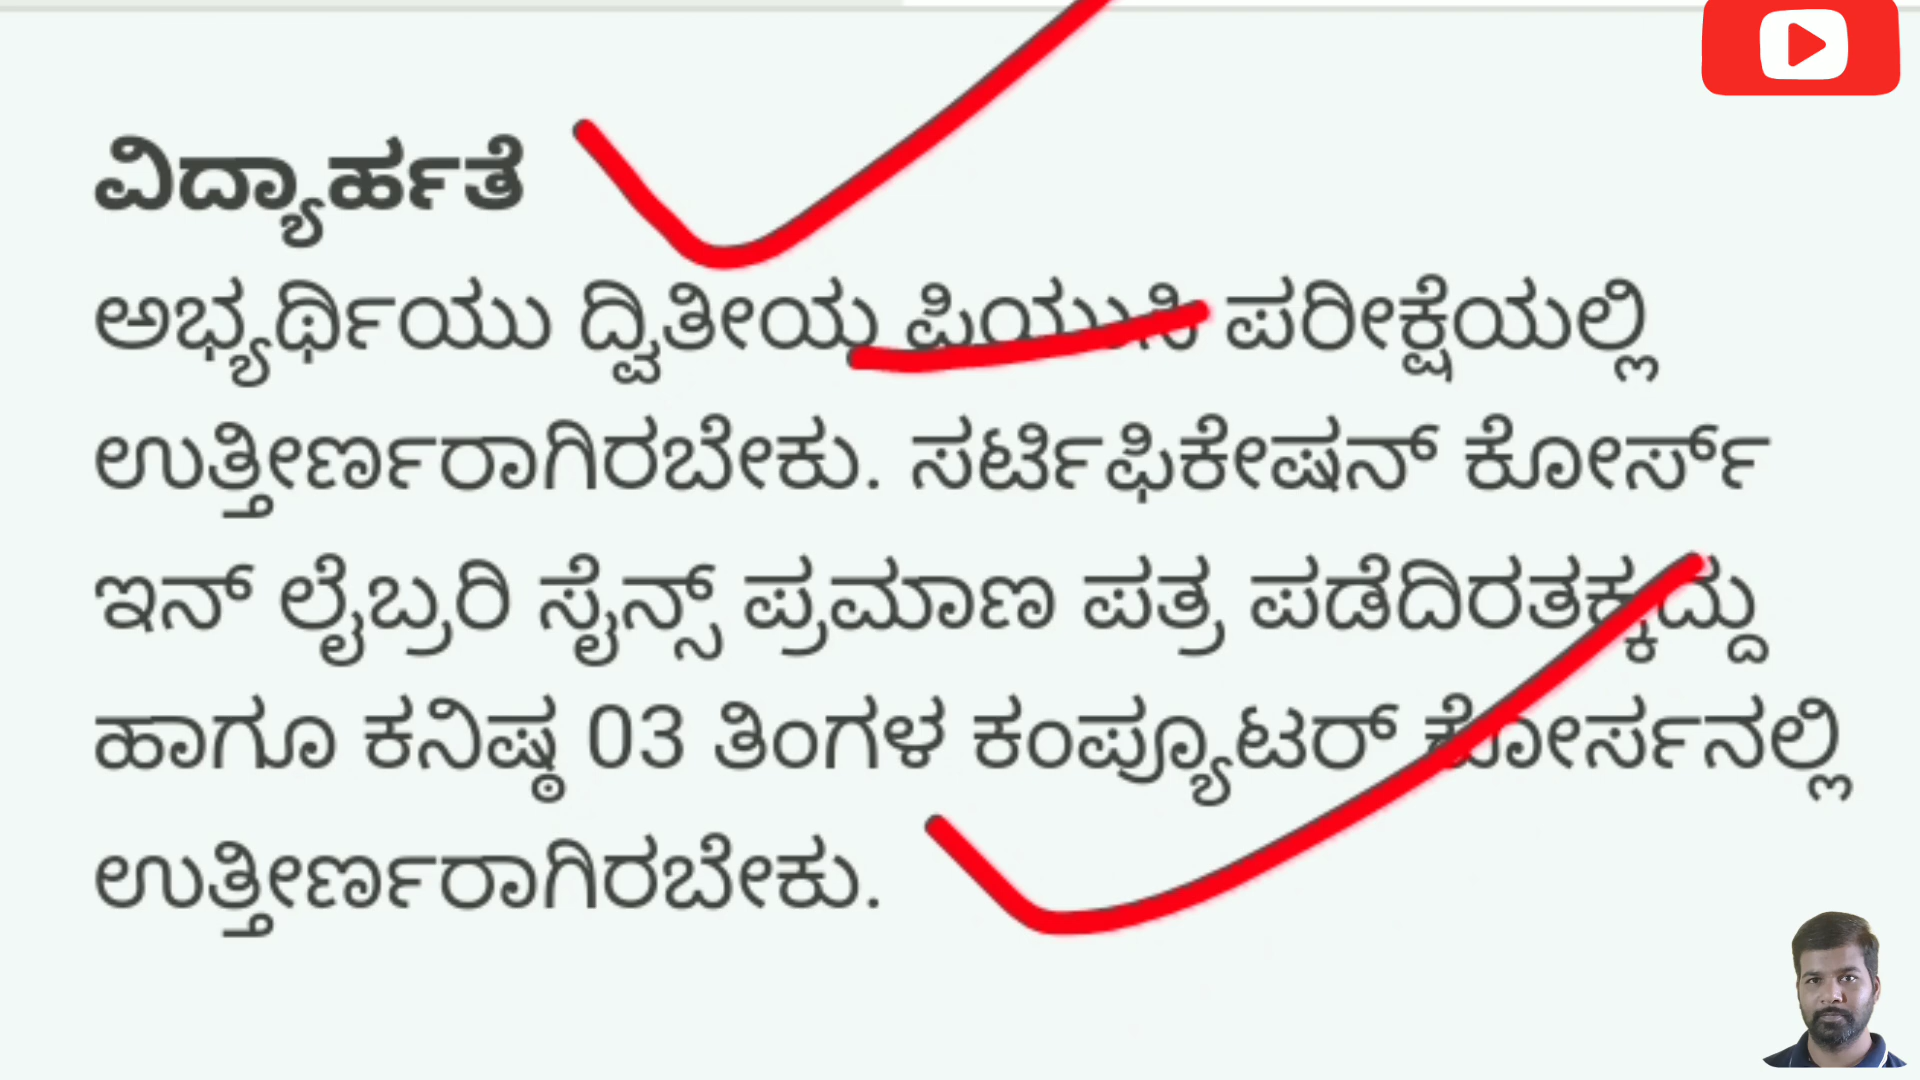 ವಿದ್ಯಾರ್ಹತೆ
ಅಭ್ಯರ್ಥಿಯು ದ್ವಿತೀಯ ಪಿಯುಸಿ ಪರೀಕ್ಷೆಯಲ್ಲಿ
ಉತ್ತೀರ್ಣರಾಗಿರಬೇಕು. ಸರ್ಟಿಫಿಕೇಷನ್ ಕೋರ್ಸ್
ಇನ್ ಲೈಬ್ರರಿ ಸೈನ್ಸ್ ಪ್ರಮಾಣ ಪತ್ರ ಪಡೆದಿರತಕ್ಕದ್ದು
ಹಾಗೂ ಕನಿಷ್ಠ 03 ತಿಂಗಳ ಕಂಪ್ಯೂಟರ್ ಕೋರ್ಸನಲ್ಲಿ
ಉತ್ತೀರ್ಣರಾಗಿರಬೇಕು.